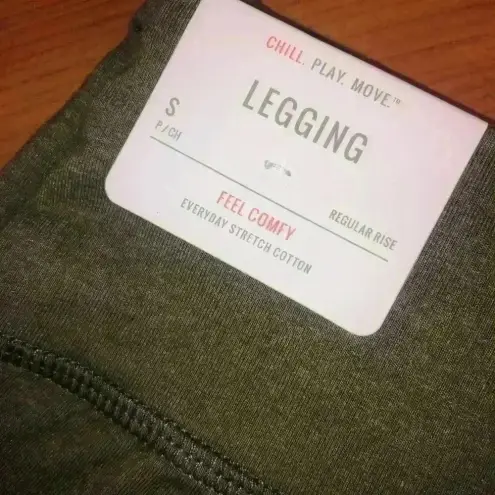 CHILL. PLAY. MOVE.™
LEGGING
S
P/CH
REGULAR RISE
FEEL COMFY
EVERYDAY STRETCH COTTON